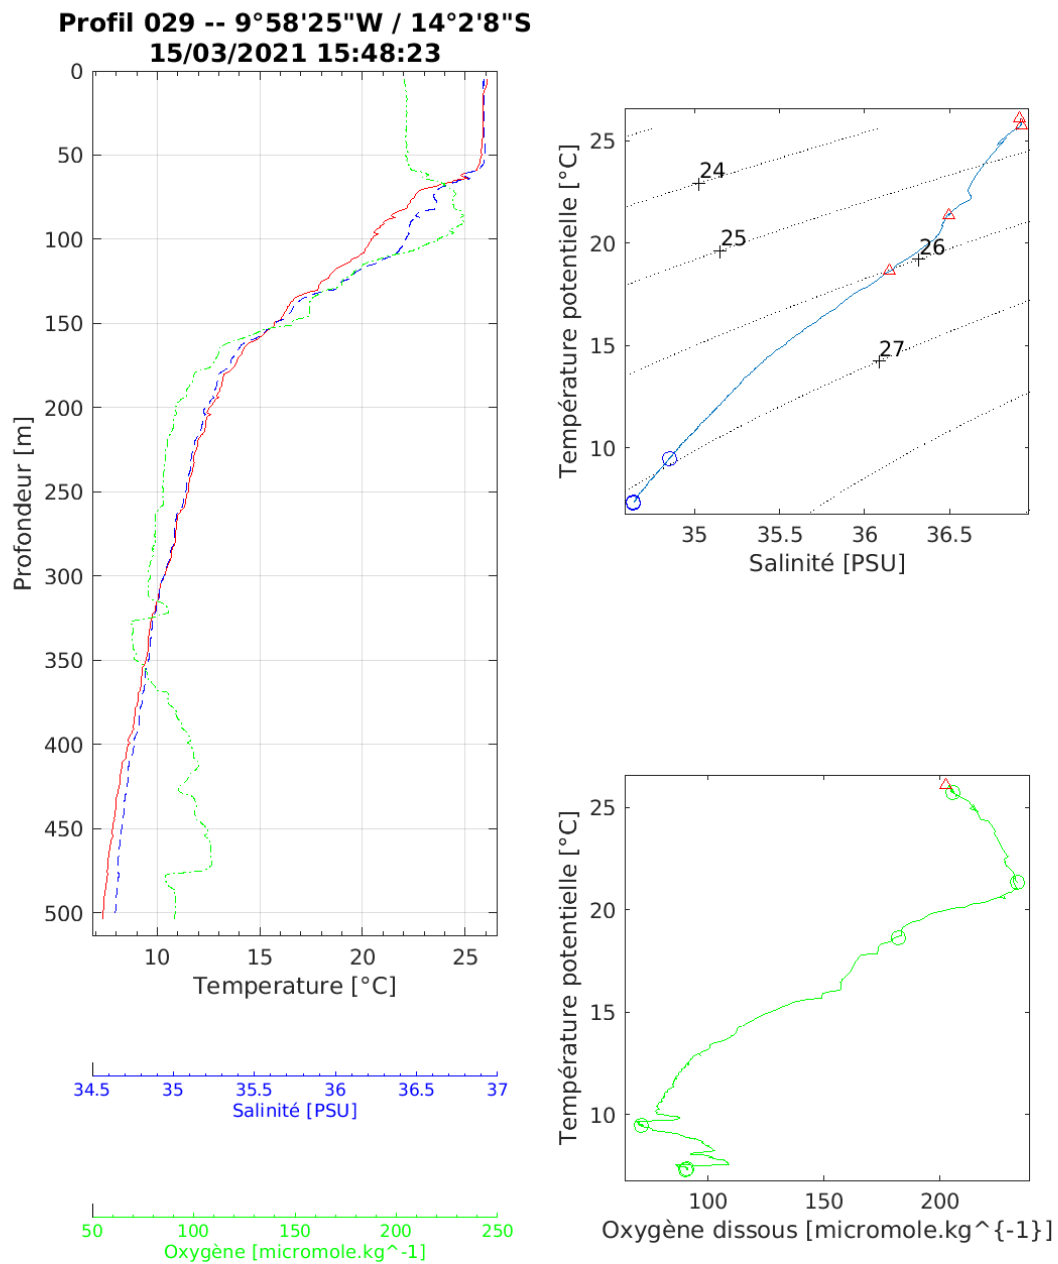 Profil 029 -- 9°58'25"W / 14°2'8"S
15/03/2021 15:48:23
0
50
100
150
200
250
300
350
400
450
500
Profondeur [m]
10 15 20 25
Temperature [°C]
34.5 35 35.5 36 36.5 37
Salinité [PSU]
50 100 150 200 250
Oxygène [micromole.kg^-1]
25
20
15
10
Température potentielle [°C]
24
25
26
27
35 35.5 36 36.5
Salinité [PSU]
25
20
15
10
Température potentielle [°C]
100 150 200
Oxygène dissous [micromole.kg^{-1}]